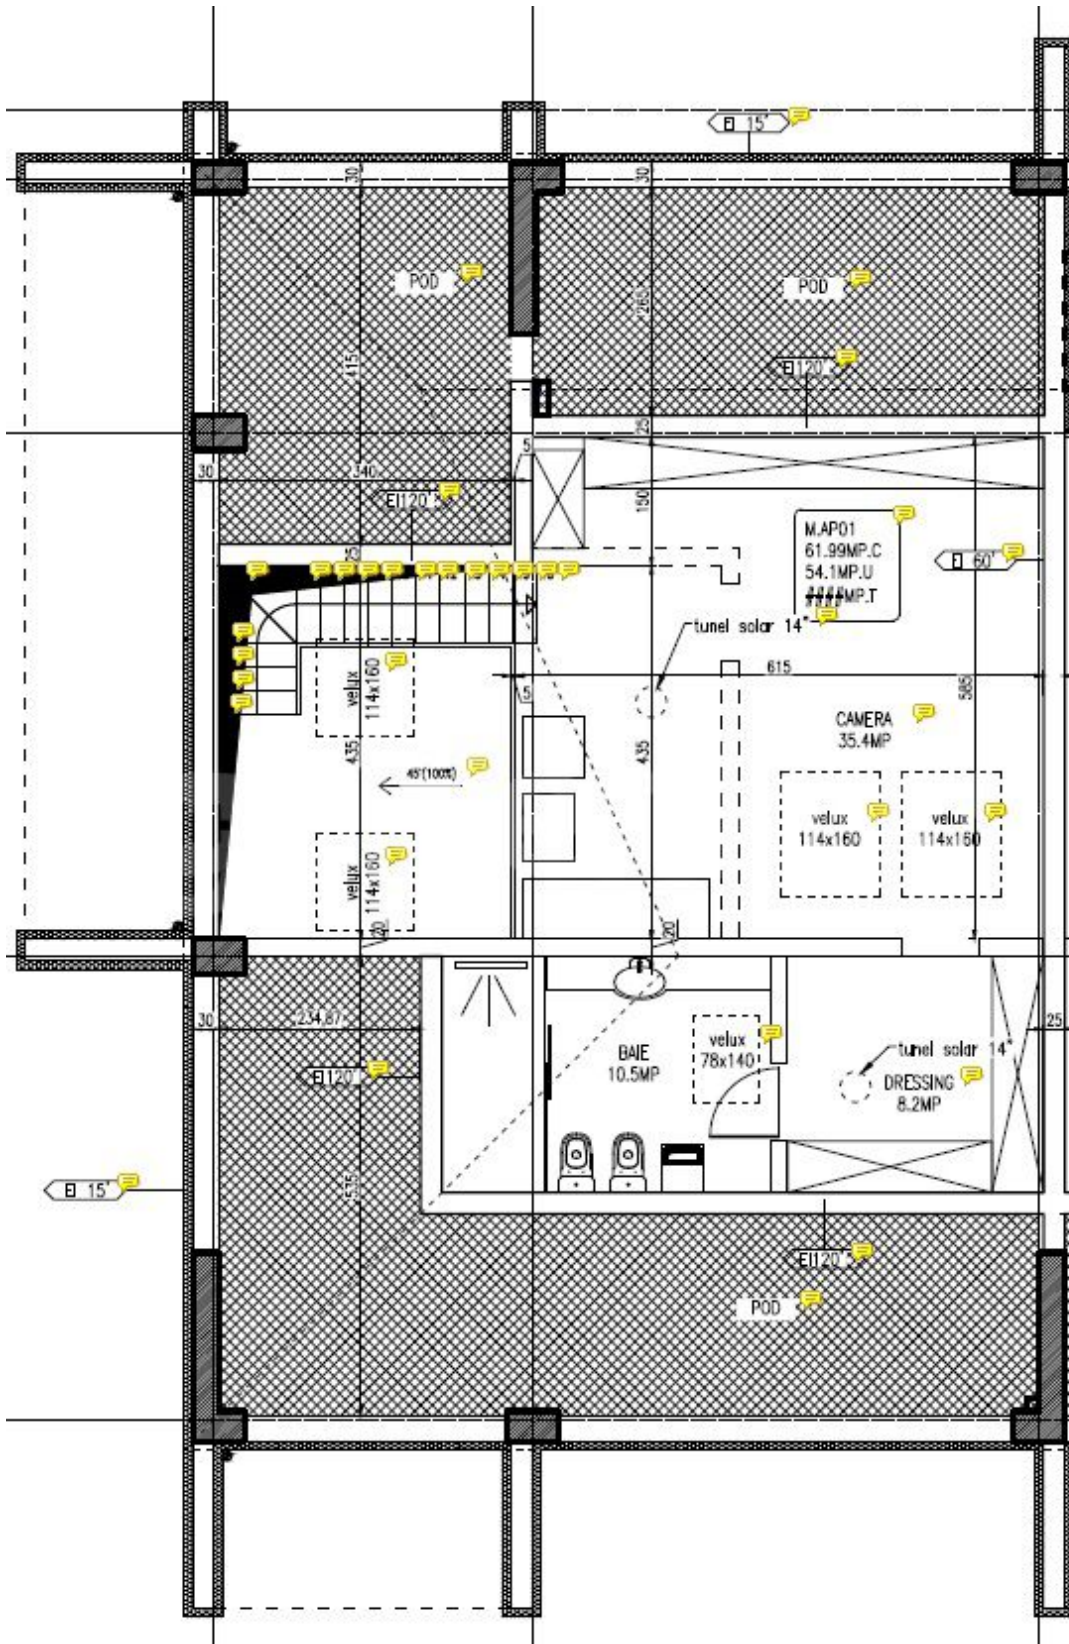 EI 15'
30
30
POD
POD
265
415
EI120'
25
5
30
340
EI120'
150
M.AP01
61.99MP.C
54.1MP.U
####MP.T
EI 60'
25
tunel solar 14"
615
585
5
velux
114x160
CAMERA
35.4MP
435
435
45°(100%)
velux
114x160
velux
114x160
velux
114x160
20
20
30
234,87
25
velux
78x140
tunel solar 14"
BAIE
10.5MP
DRESSING
8.2MP
EI120'
EI 15'
535
EI120'
POD